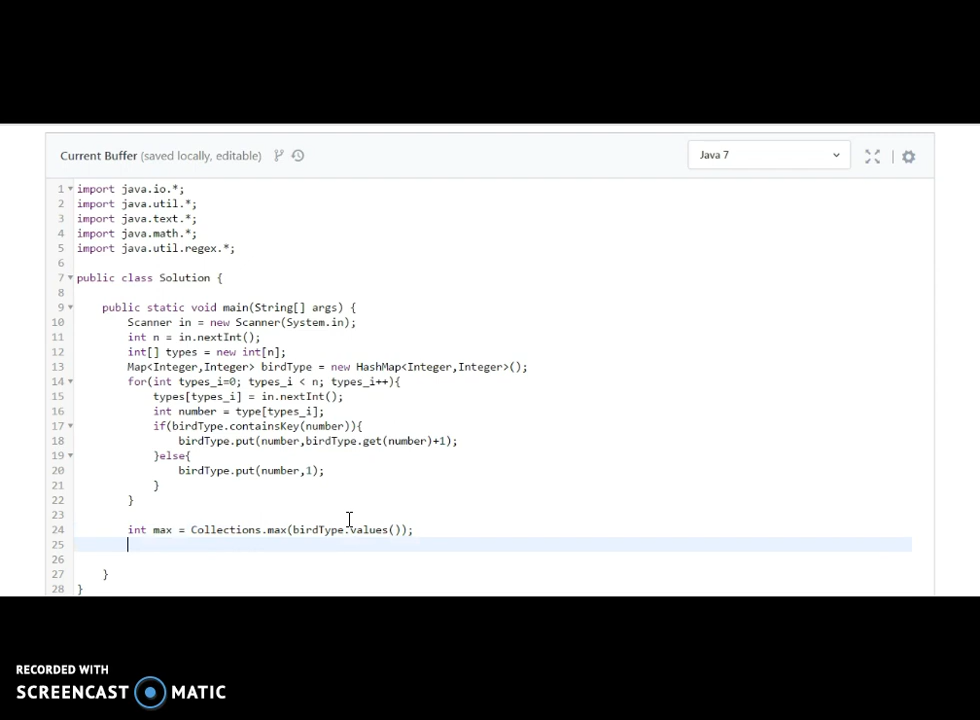 Current Buffer (saved locally, editable)
Java 7
1 import java.io.*;
2 import java.util.*;
3 import java.text.*;
4 import java.math.*;
5 import java.util.regex.*;
6
7 public class Solution {
8
9 public static void main(String[] args) {
10 Scanner in = new Scanner(System.in);
11 int n = in.nextInt();
12 int[] types = new int[n];
13 Map<Integer,Integer> birdType = new HashMap<Integer,Integer>();
14 for(int types_i=0; types_i < n; types_i++){
15 types[types_i] = in.nextInt();
16 int number = type[types_i];
17 if(birdType.containsKey(number)){
18 birdType.put(number,birdType.get(number)+1);
19 }else{
20 birdType.put(number,1);
21 }
22 }
23
24 int max = Collections.max(birdType.values());
25
26
27 }
28 }
RECORDED WITH
SCREENCAST MATIC